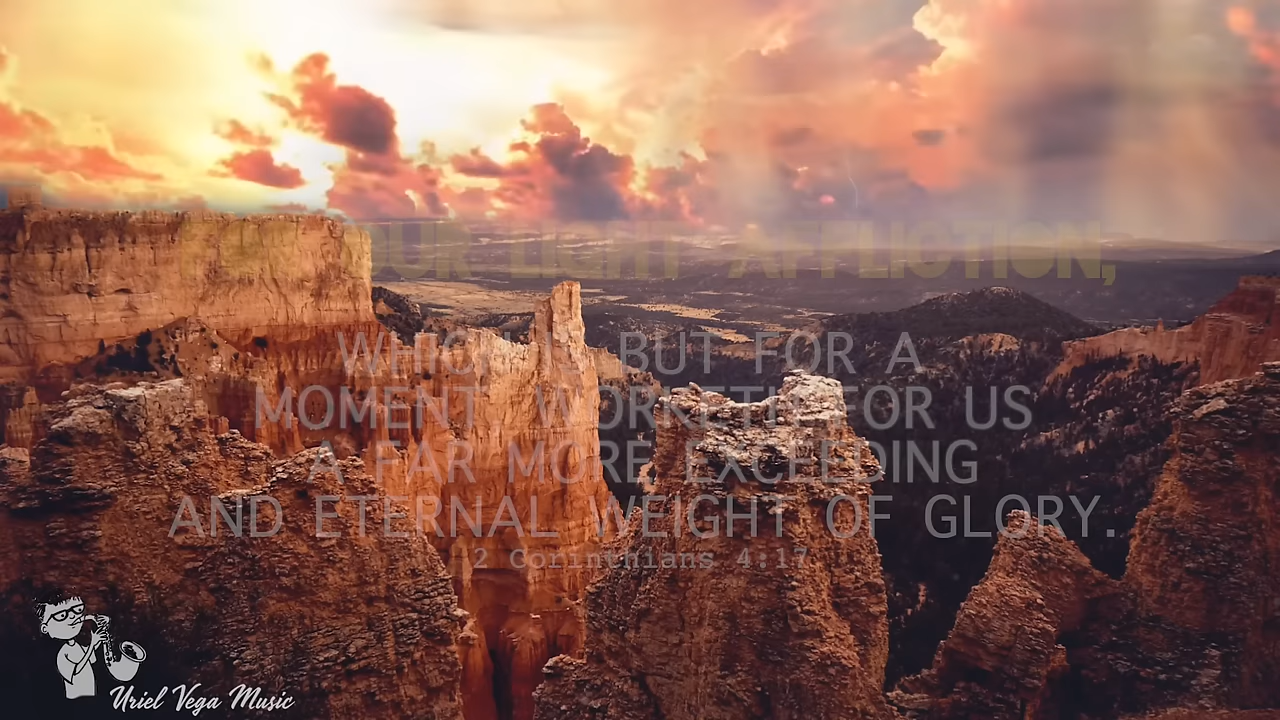 FOR OUR LIGHT AFFLICTION,
WHICH IS BUT FOR A
MOMENT, WORKETH FOR US
A FAR MORE EXCEEDING
AND ETERNAL WEIGHT OF GLORY.
2 Corinthians 4:17
Uriel Vega Music